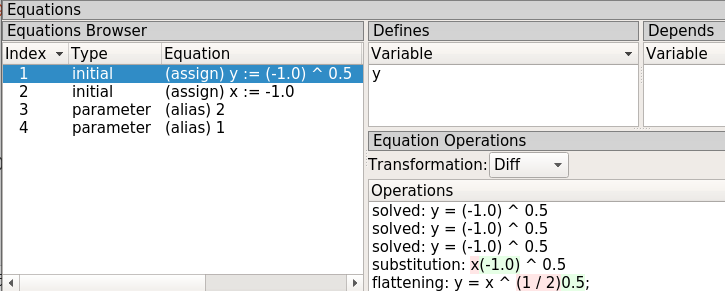 Equations
Equations Browser
Index Type Equation
1 initial (assign) y := (-1.0) ^ 0.5
2 initial (assign) x := -1.0
3 parameter (alias) 2
4 parameter (alias) 1
Defines
Variable
y
Depends
Variable
Equation Operations
Transformation: Diff
Operations
solved: y = (-1.0) ^ 0.5
solved: y = (-1.0) ^ 0.5
solved: y = (-1.0) ^ 0.5
substitution: x(-1.0) ^ 0.5
flattening: y = x ^ (1 / 2)0.5;